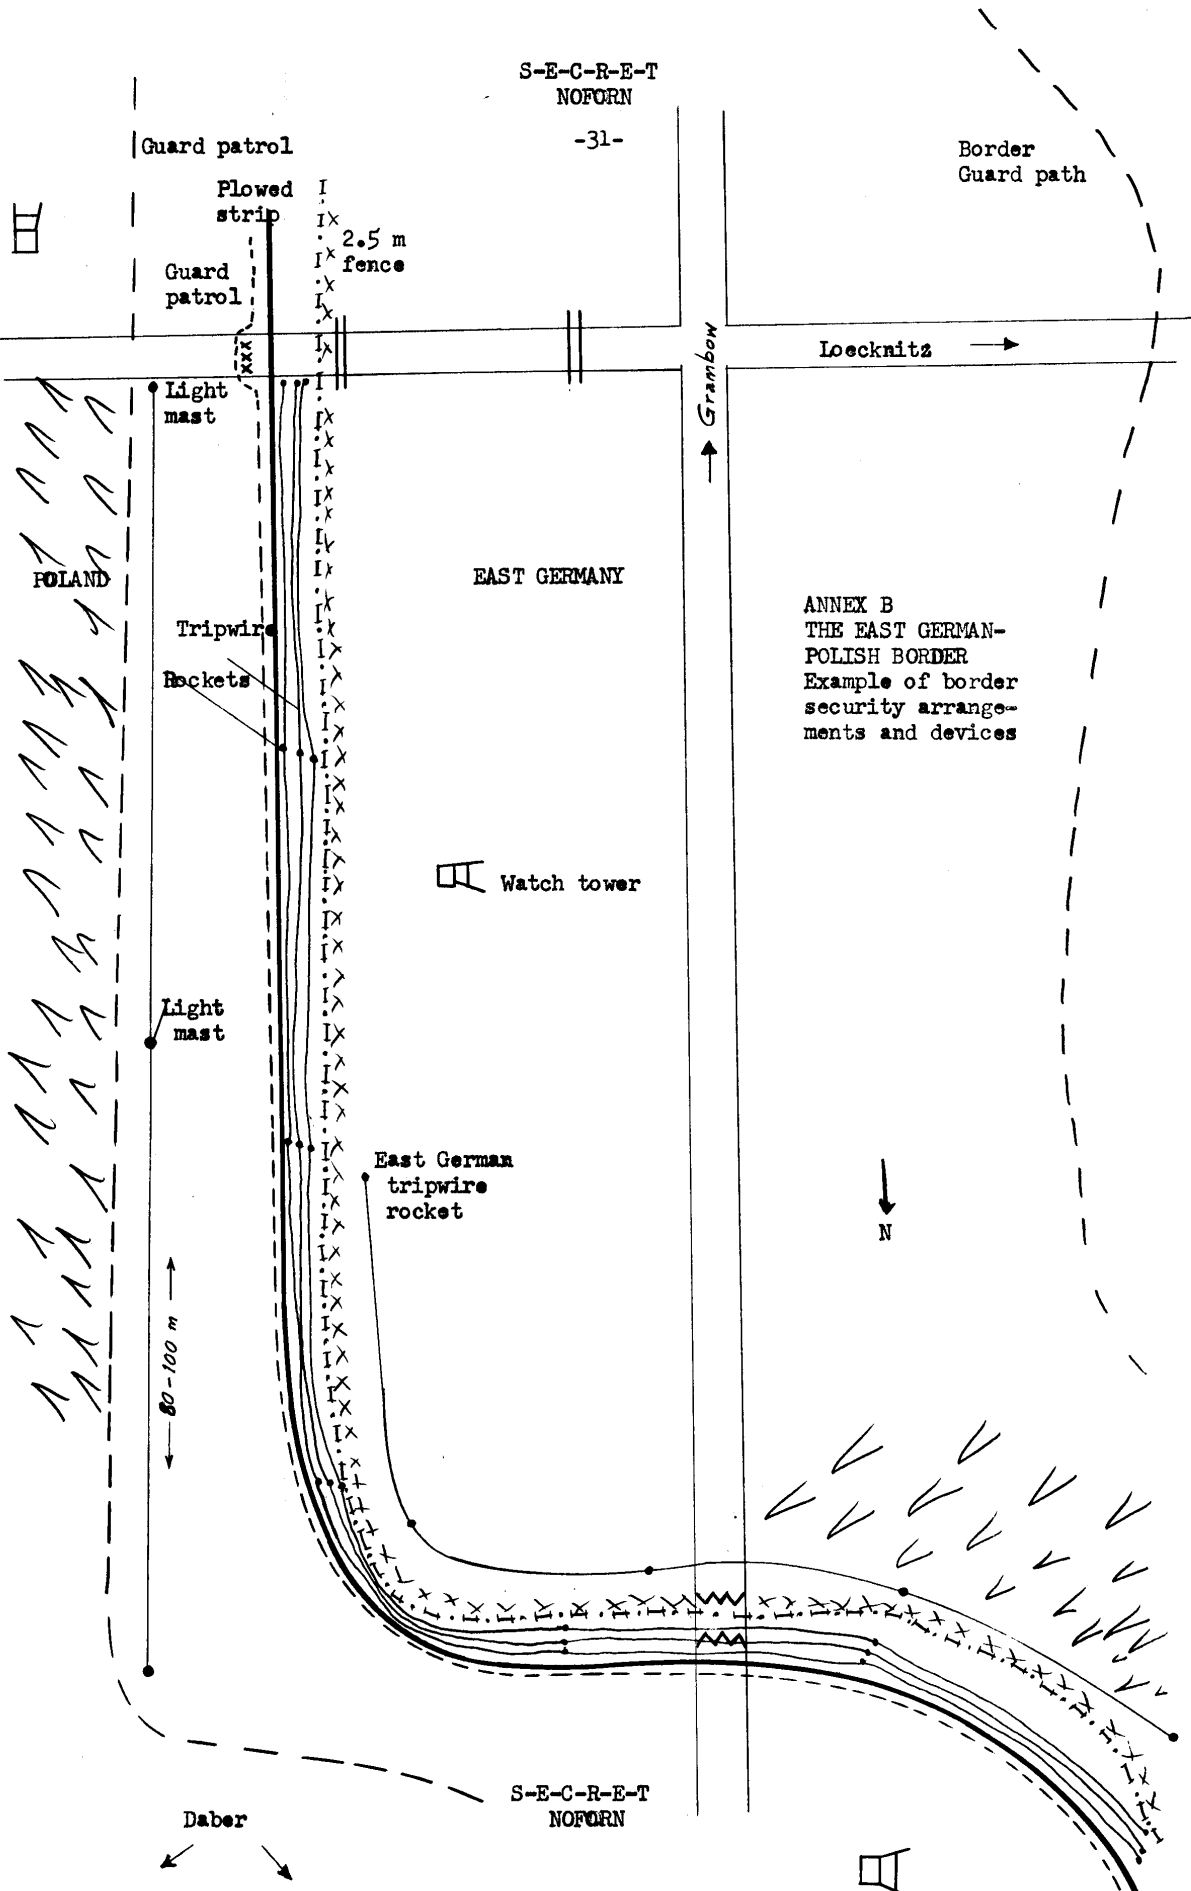 S-E-C-R-E-T
NOFORN
-31-
Guard patrol
Border
Guard path
Plowed
strip
2.5 m
fence
Guard
patrol
XXX
Loecknitz
Grambow
Light
mast
POLAND
EAST GERMANY
ANNEX B
THE EAST GERMAN-
POLISH BORDER
Example of border
security arrange-
ments and devices
Tripwire
Rockets
Watch tower
Light
mast
East German
tripwire
rocket
N
80-100 m
S-E-C-R-E-T
NOFORN
Daber